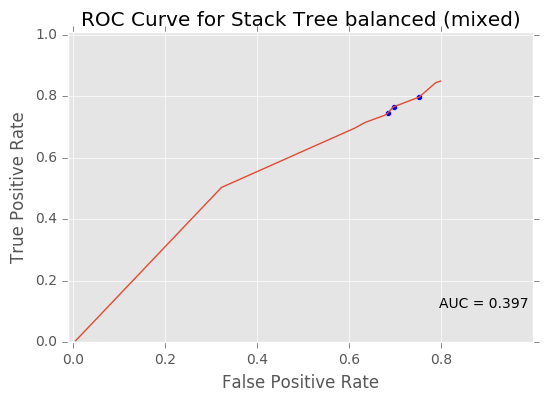 ROC Curve for Stack Tree balanced (mixed)
1.0
0.8
0.6
0.4
0.2
0.0
True Positive Rate
AUC = 0.397
0.0 0.2 0.4 0.6 0.8
False Positive Rate